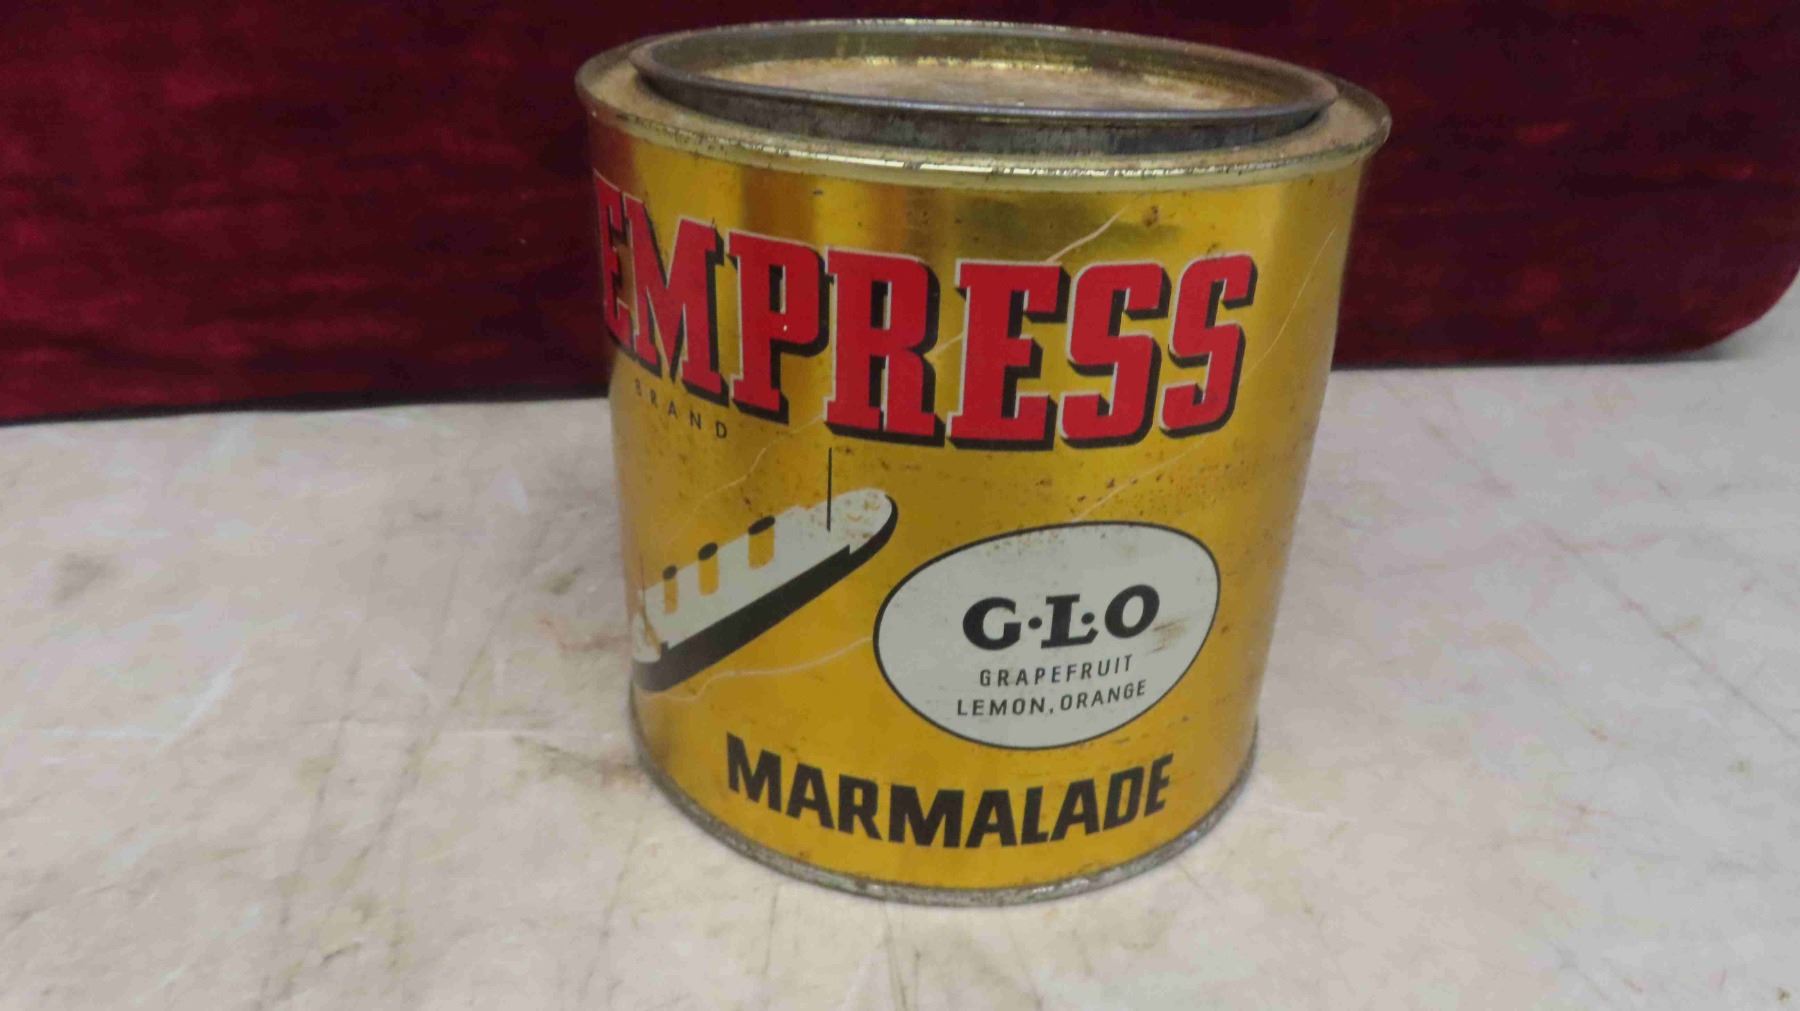 EMPRESS
BRAND
G·L·O
GRAPEFRUIT
LEMON, ORANGE
MARMALADE